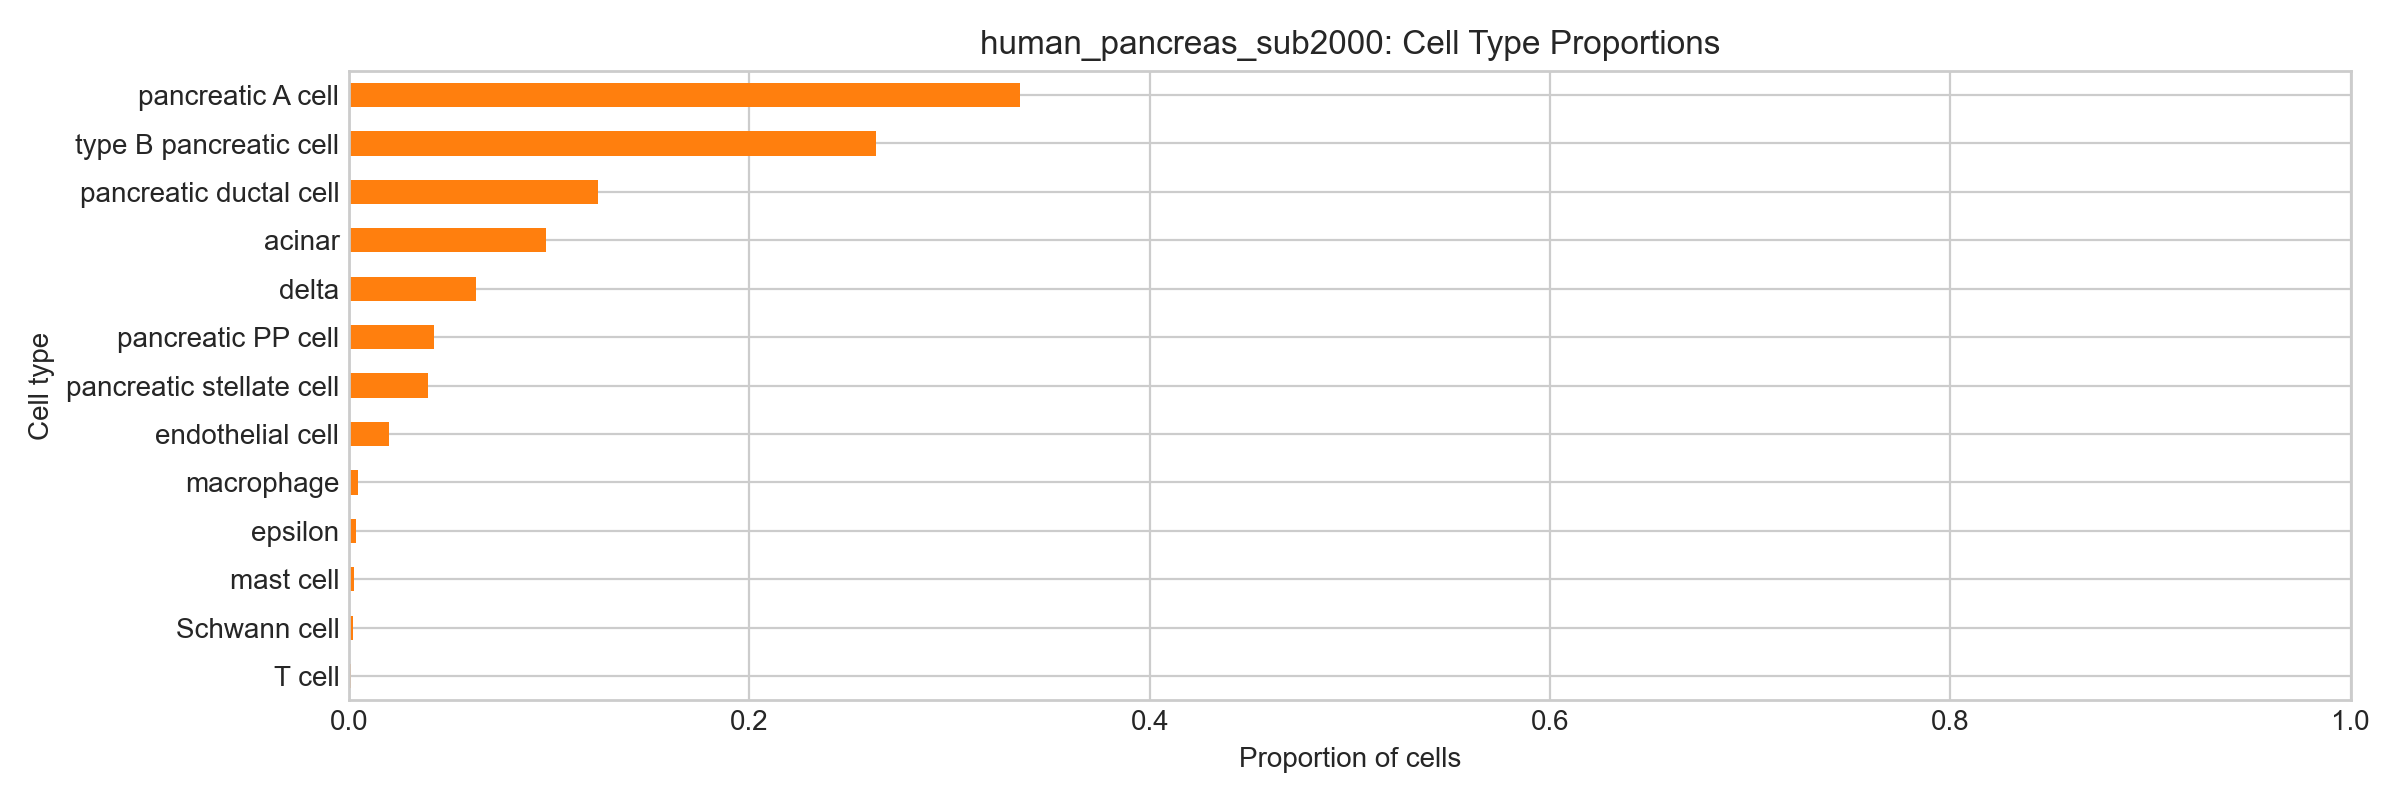 human_pancreas_sub2000: Cell Type Proportions
pancreatic A cell
type B pancreatic cell
pancreatic ductal cell
acinar
delta
pancreatic PP cell
pancreatic stellate cell
endothelial cell
macrophage
epsilon
mast cell
Schwann cell
T cell
Cell type
0.0 0.2 0.4 0.6 0.8 1.0
Proportion of cells